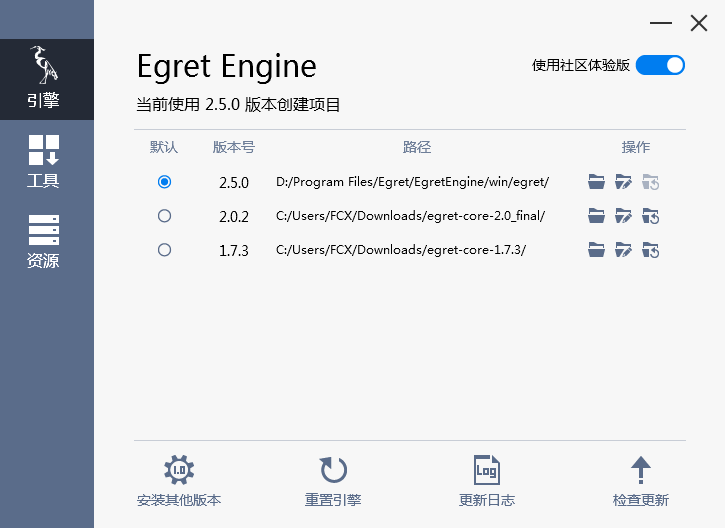 引擎
工具
资源
Egret Engine
使用社区体验版
当前使用 2.5.0 版本创建项目
默认 版本号 路径 操作
2.5.0 D:/Program Files/Egret/EgretEngine/win/egret/
2.0.2 C:/Users/FCX/Downloads/egret-core-2.0_final/
1.7.3 C:/Users/FCX/Downloads/egret-core-1.7.3/
1.0 Log
安装其他版本 重置引擎 更新日志 检查更新